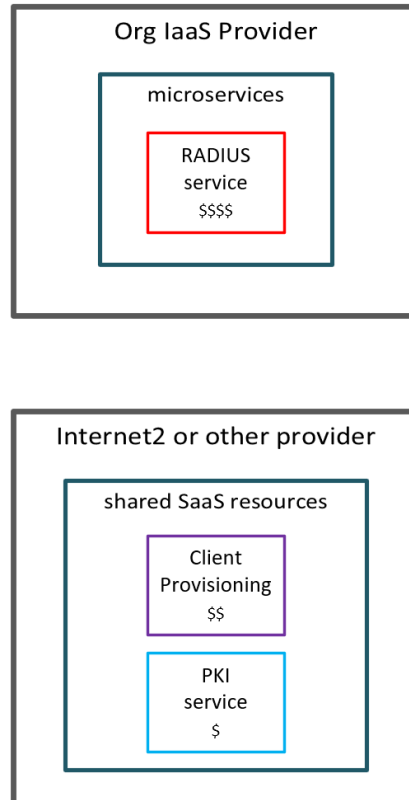 Org IaaS Provider
microservices
RADIUS
service
$$$$
Internet2 or other provider
shared SaaS resources
Client
Provisioning
$$
PKI
service
$